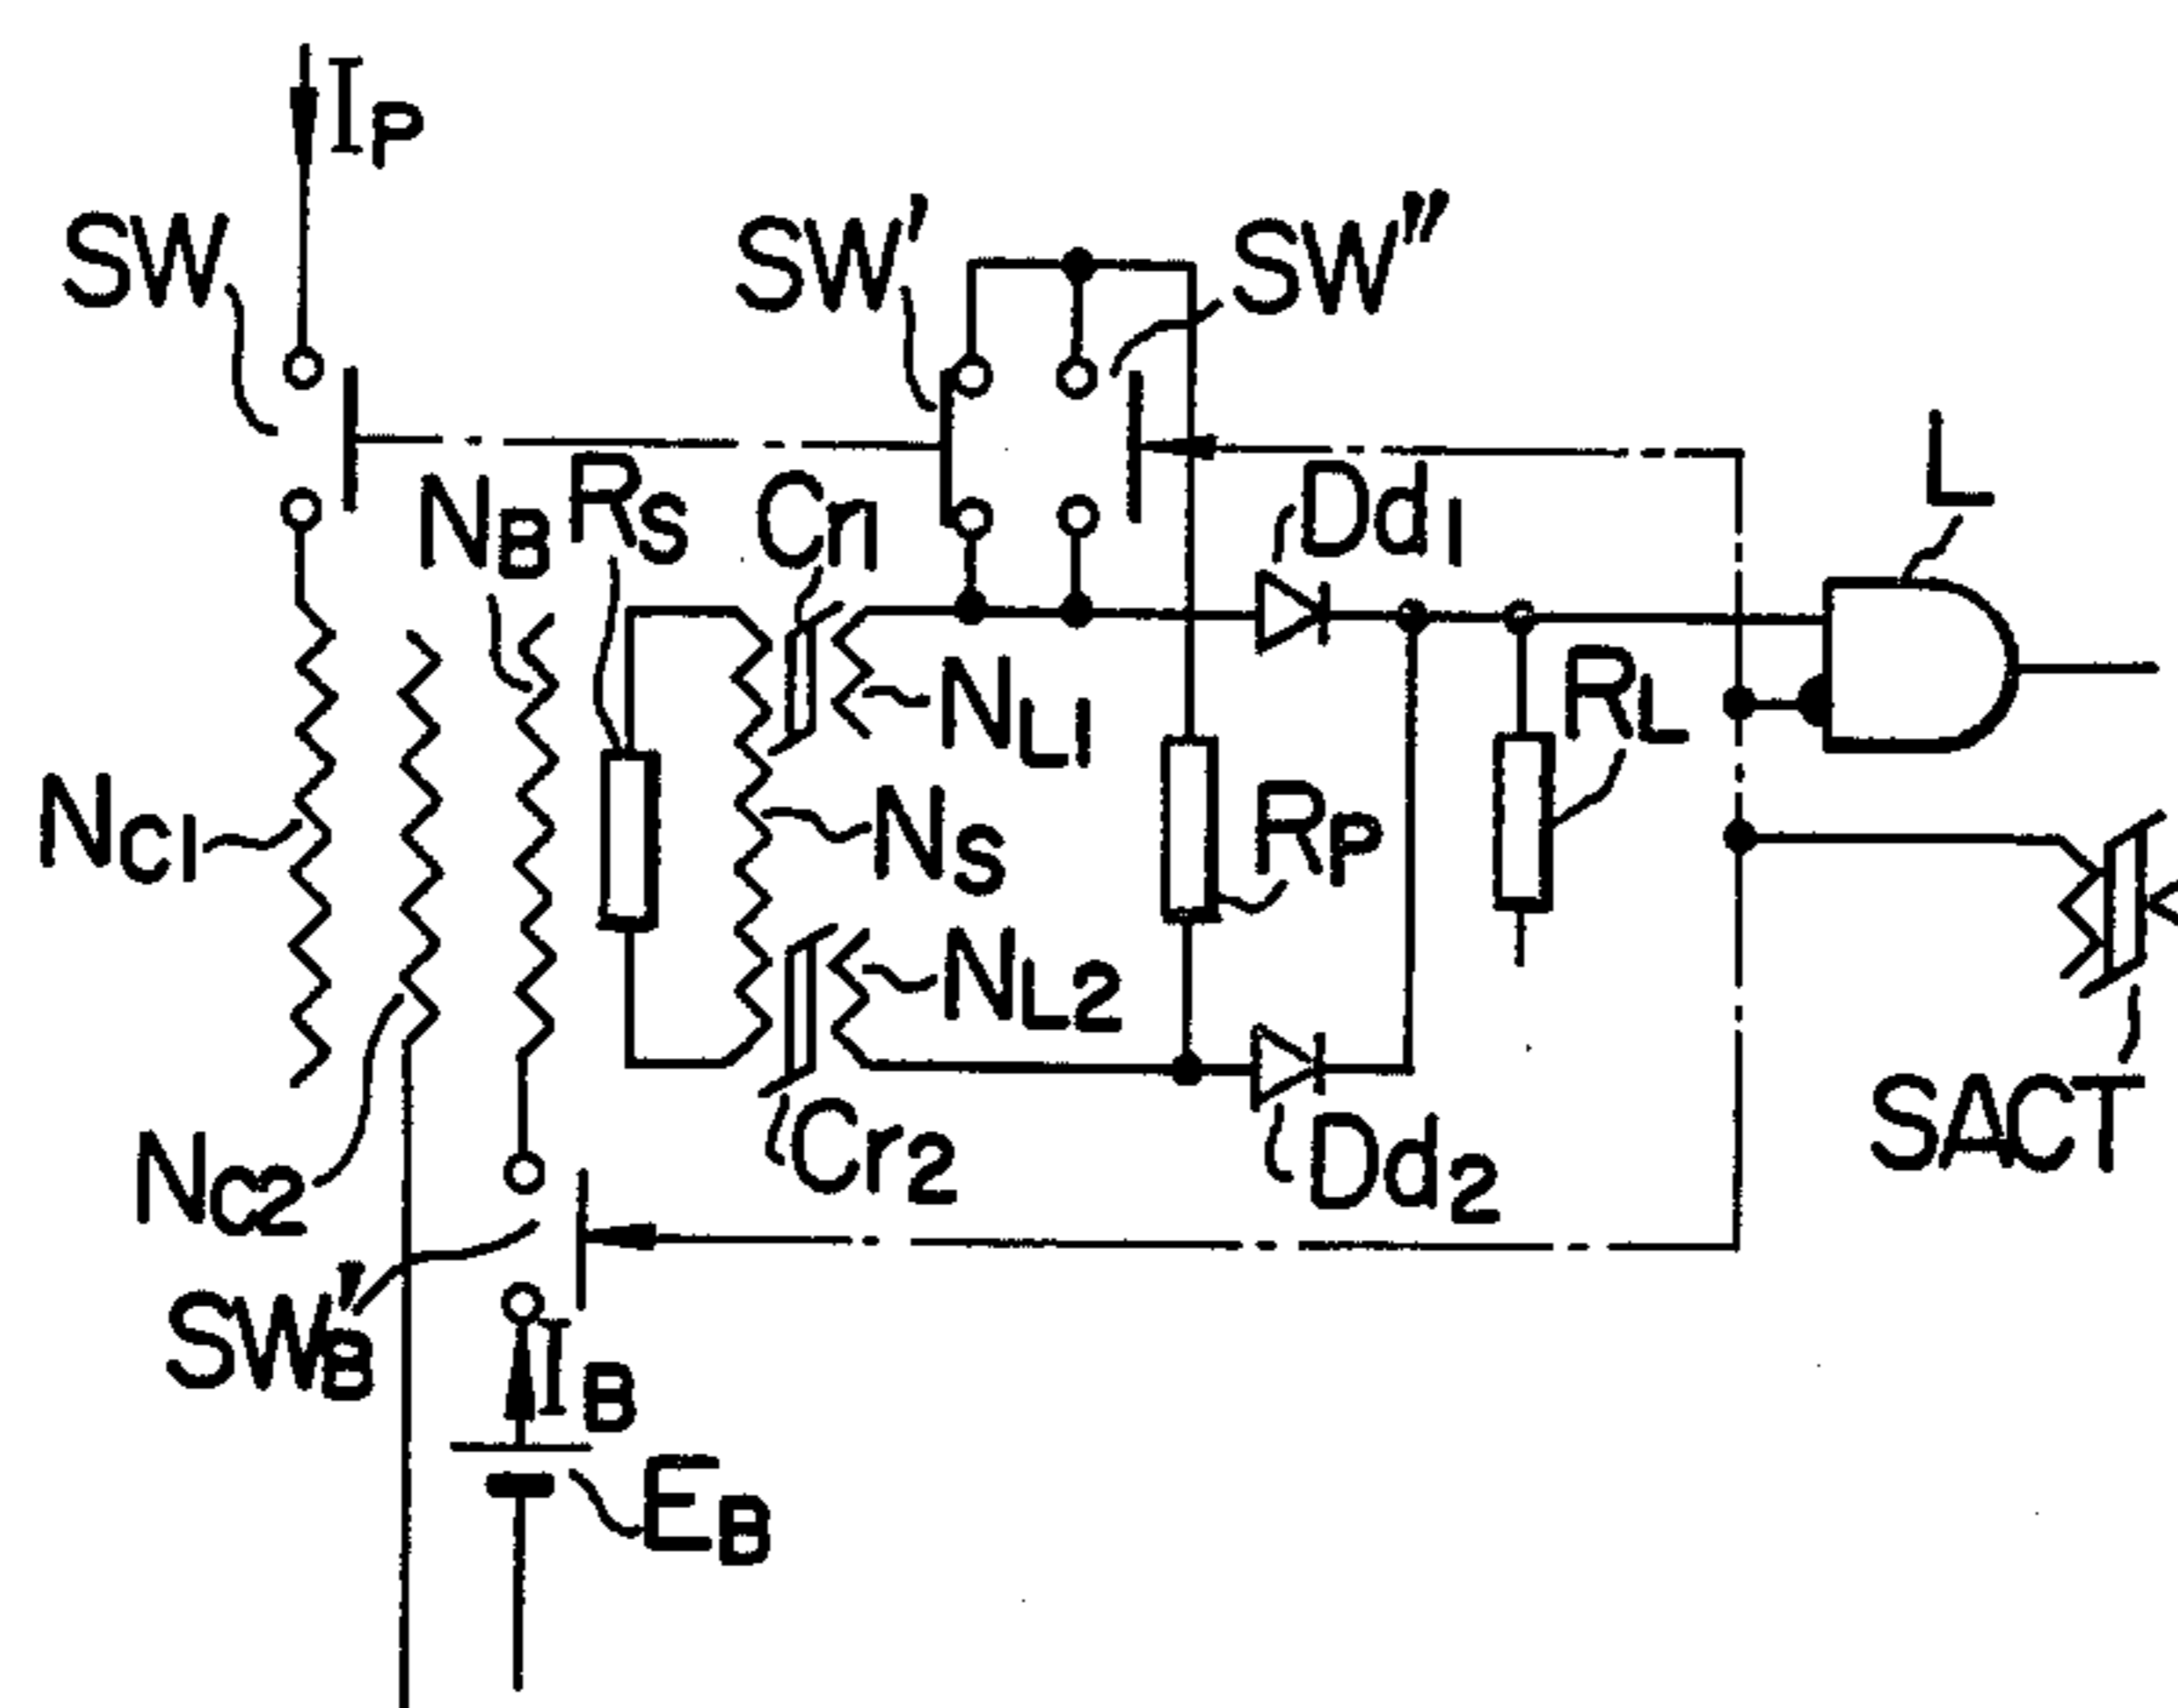 IP
SW
SW'
SW"
L
NB
RS
Cr1
Dd1
NL1
RL
NC1
NS
RP
NL2
SACT
NC2
Cr2
Dd2
SW'B
IB
EB